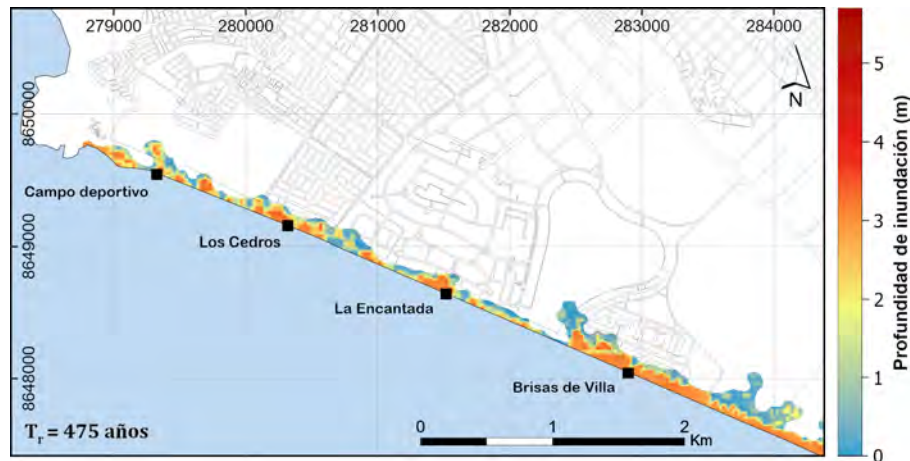 279000 280000 281000 282000 283000 284000
8650000
8649000
8648000
N
Campo deportivo
Los Cedros
La Encantada
Brisas de Villa
T_r = 475 años
0 1 2
Km
5
4
3
2
1
0
Profundidad de inundación (m)